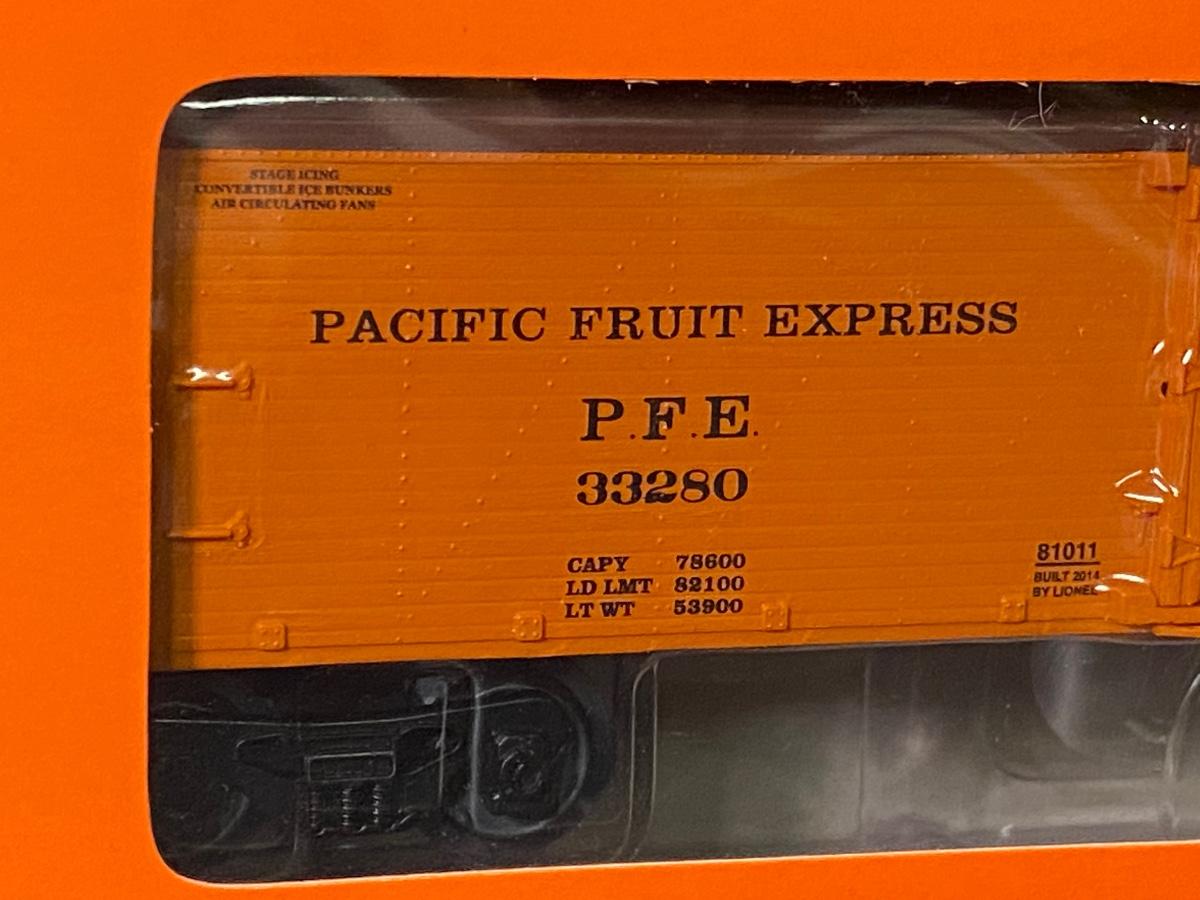 STAGE ICING
CONVERTIBLE ICE BUNKERS
AIR CIRCULATING FANS
PACIFIC FRUIT EXPRESS
P.F.E.
33280
CAPY 78600
LD LMT 82100
LT WT 53900
81011
BUILT 2014
BY LIONEL